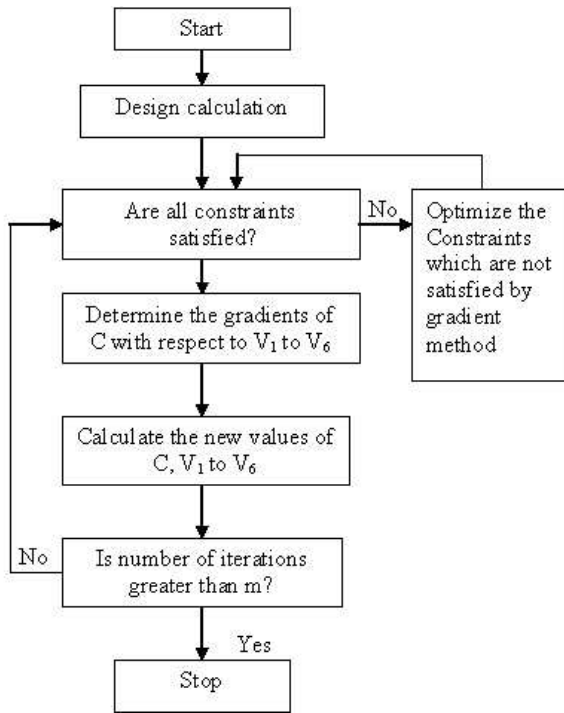 Start
Design calculation
Are all constraints
satisfied?
No
Optimize the
Constraints
which are not
satisfied by
gradient
method
Determine the gradients of
C with respect to V₁ to V₆
Calculate the new values of
C, V₁ to V₆
No
Is number of iterations
greater than m?
Yes
Stop